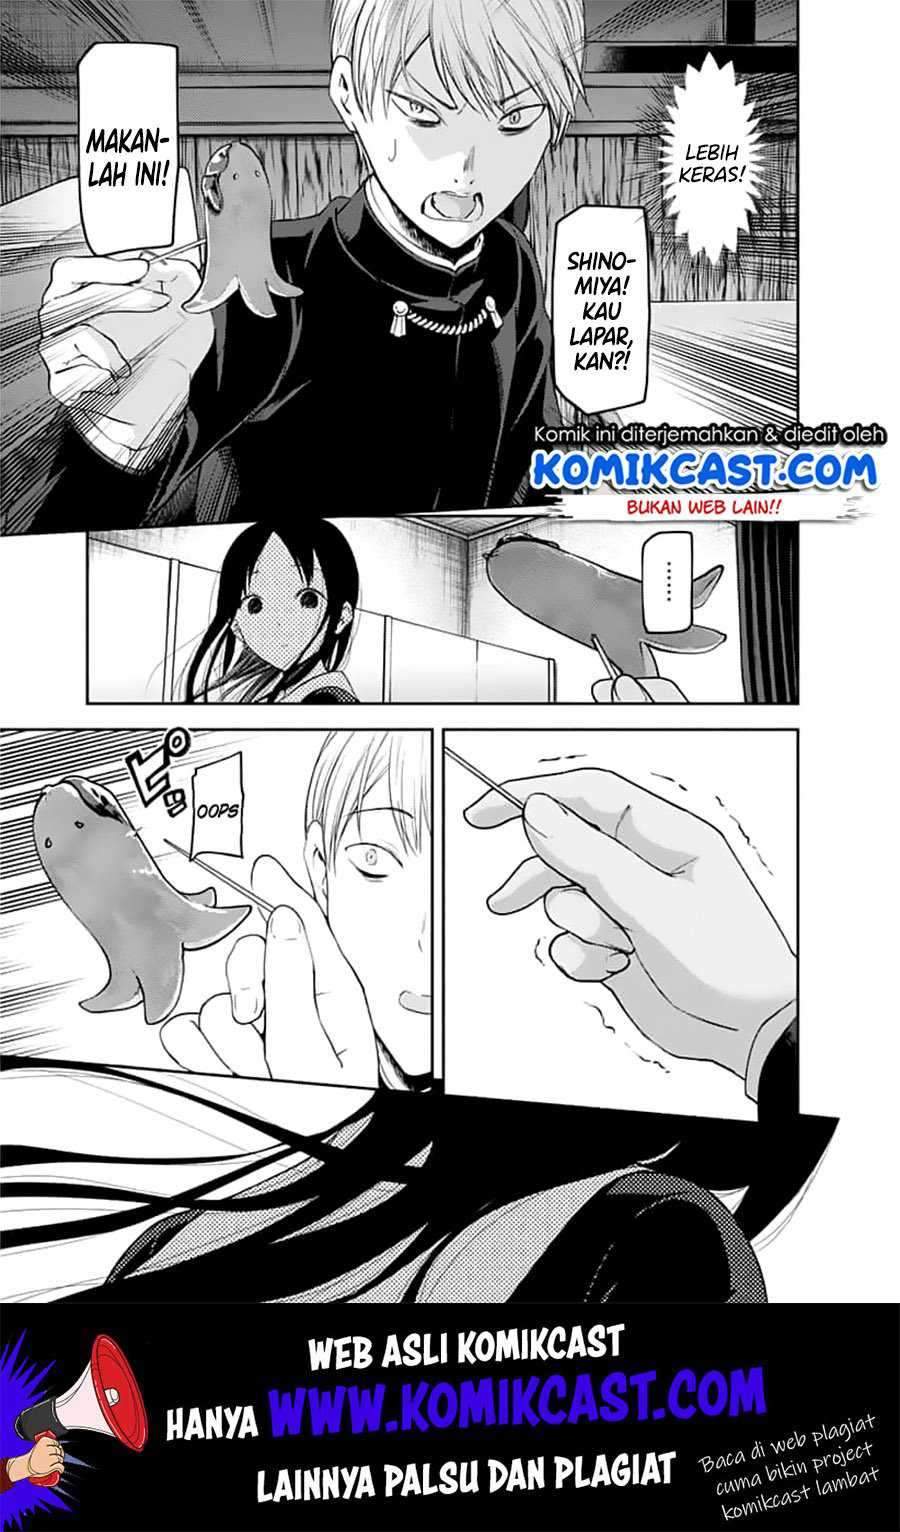 LEBIH
KERAS!
SHINO-
MIYA!
KAU
LAPAR,
KAN?!
MAKAN-
LAH INI!
Komik ini diterjemahkan & diedit oleh
KOMIKCAST.COM
BUKAN WEB LAIN!!
........
OOPS
ピッ
WEB ASLI KOMIKCAST
HANYA WWW.KOMIKCAST.COM
LAINNYA PALSU DAN PLAGIAT
Baca di web plagiat
cuma bikin project
komikcast lambat